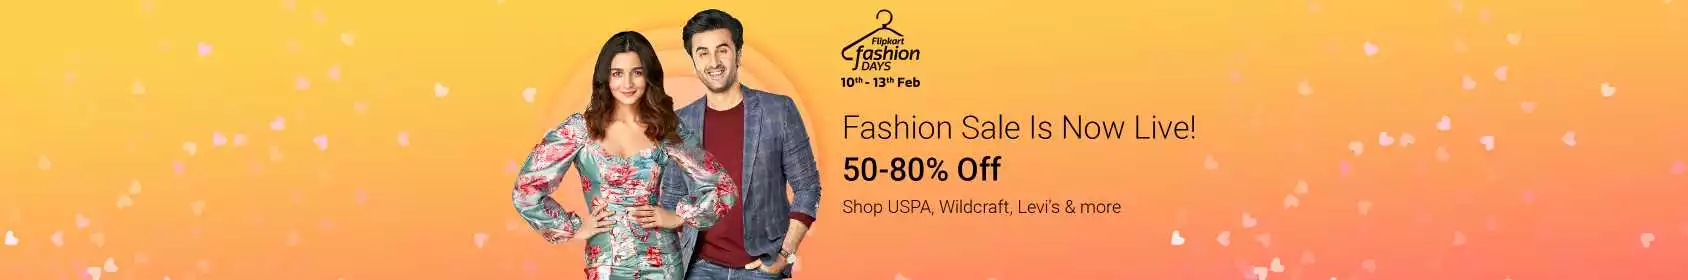 Flipkart
fashion
DAYS
10th - 13th Feb
Fashion Sale Is Now Live!
50-80% Off
Shop USPA, Wildcraft, Levi's & more